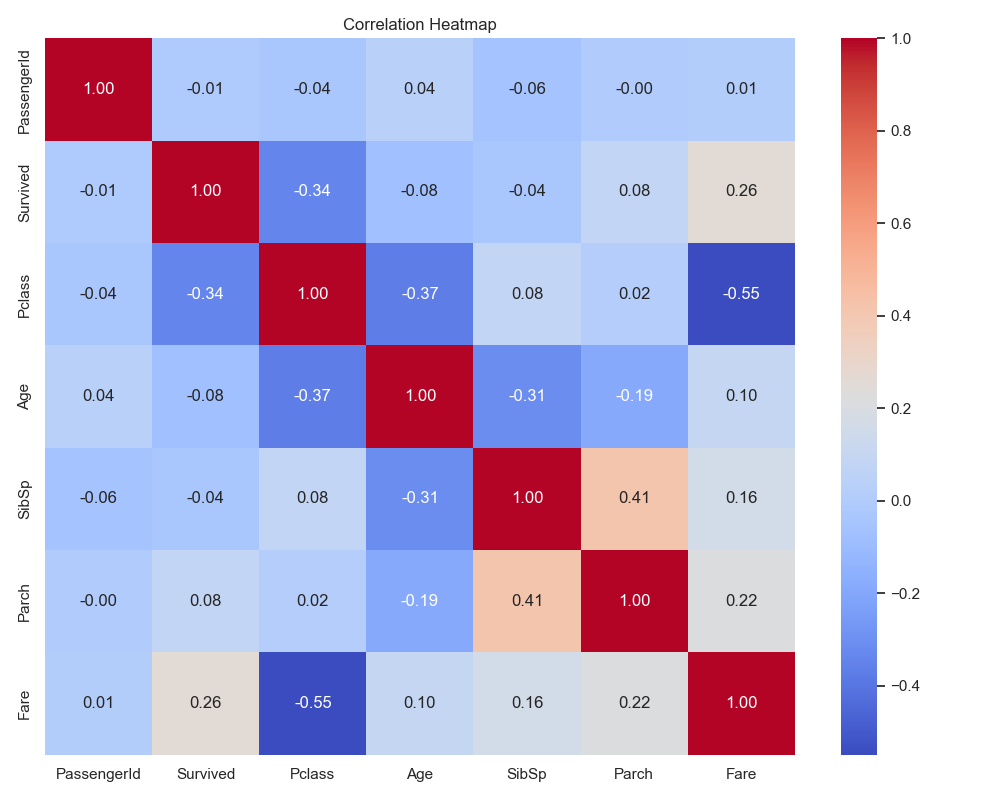 Correlation Heatmap
PassengerId 1.00 -0.01 -0.04 0.04 -0.06 -0.00 0.01
Survived -0.01 1.00 -0.34 -0.08 -0.04 0.08 0.26
Pclass -0.04 -0.34 1.00 -0.37 0.08 0.02 -0.55
Age 0.04 -0.08 -0.37 1.00 -0.31 -0.19 0.10
SibSp -0.06 -0.04 0.08 -0.31 1.00 0.41 0.16
Parch -0.00 0.08 0.02 -0.19 0.41 1.00 0.22
Fare 0.01 0.26 -0.55 0.10 0.16 0.22 1.00
PassengerId Survived Pclass Age SibSp Parch Fare
1.0
0.8
0.6
0.4
0.2
0.0
−0.2
−0.4